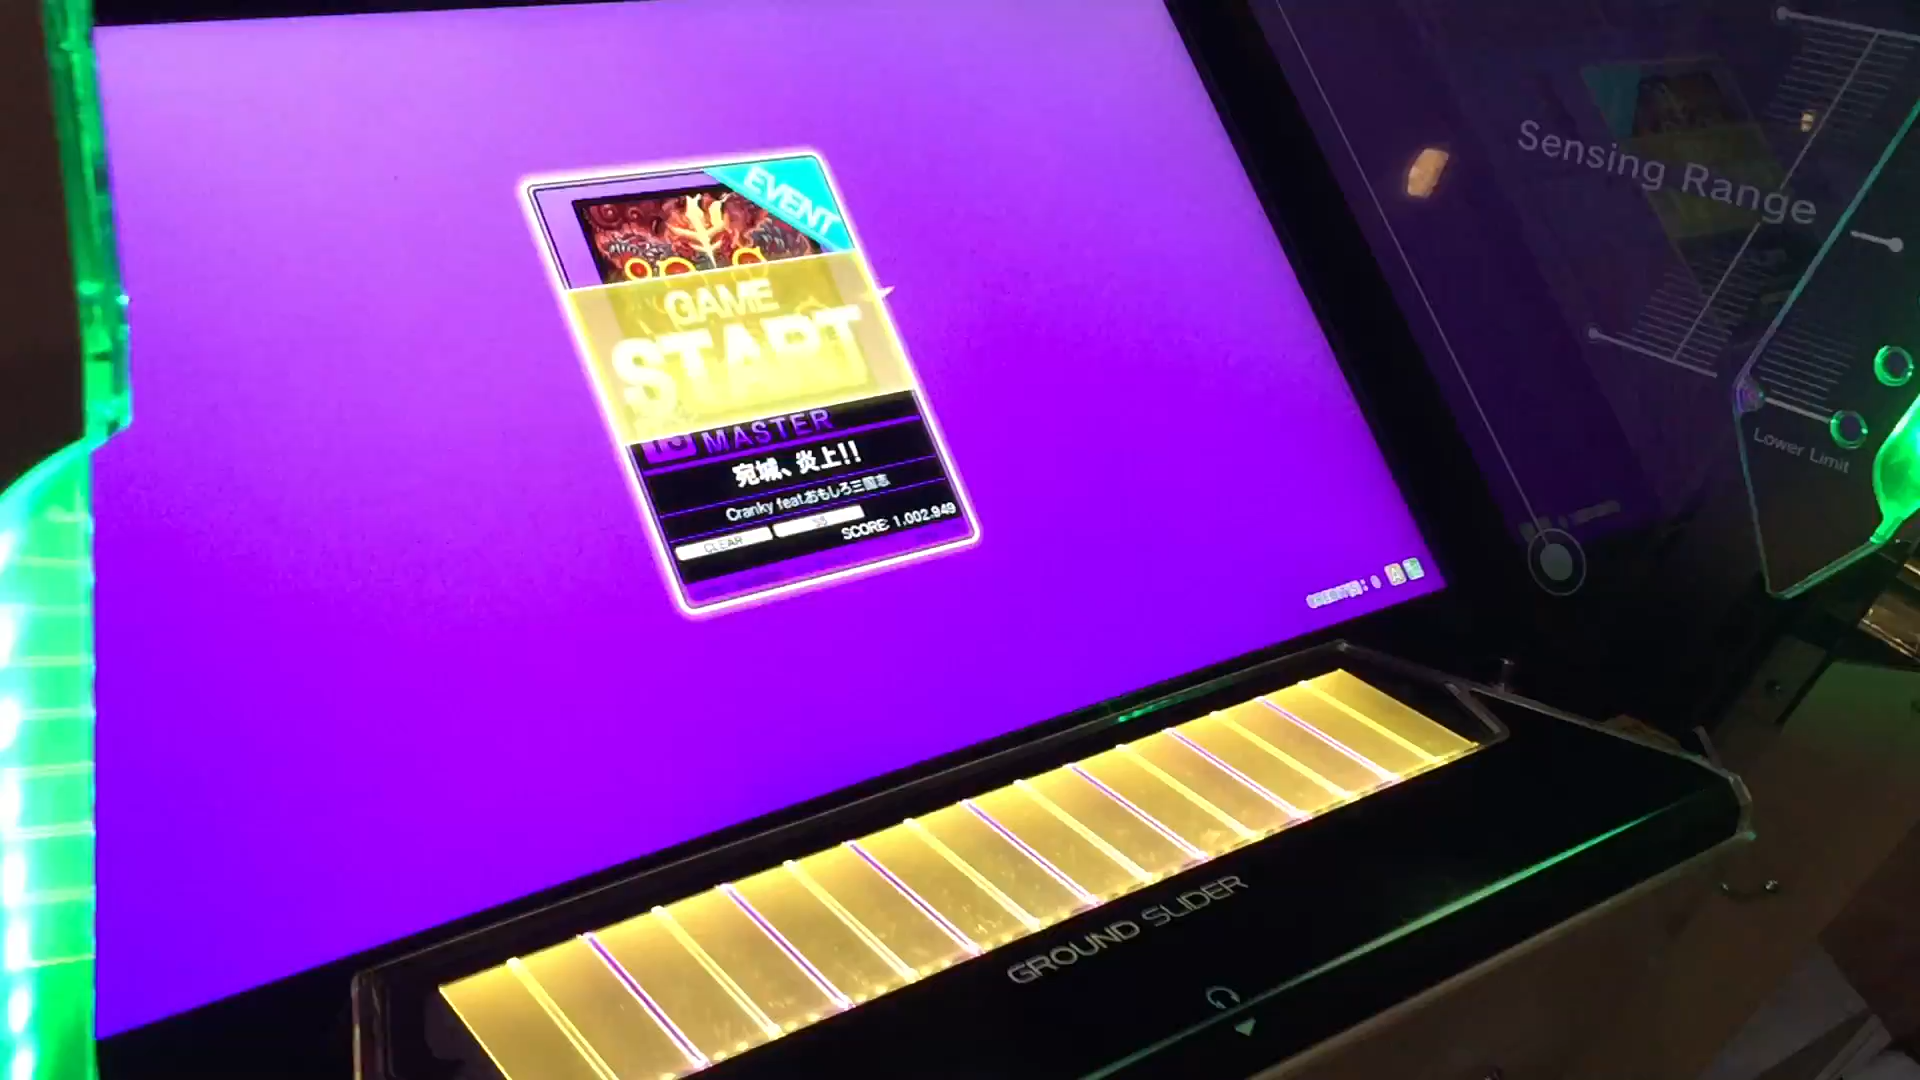 EVENT
GAME
START
MASTER
宛城、炎上!!
Cranky feat.おもしろ三国志
CLEAR
SS
SCORE: 1,002,949
Sensing Range
Lower Limit
GROUND SLIDER